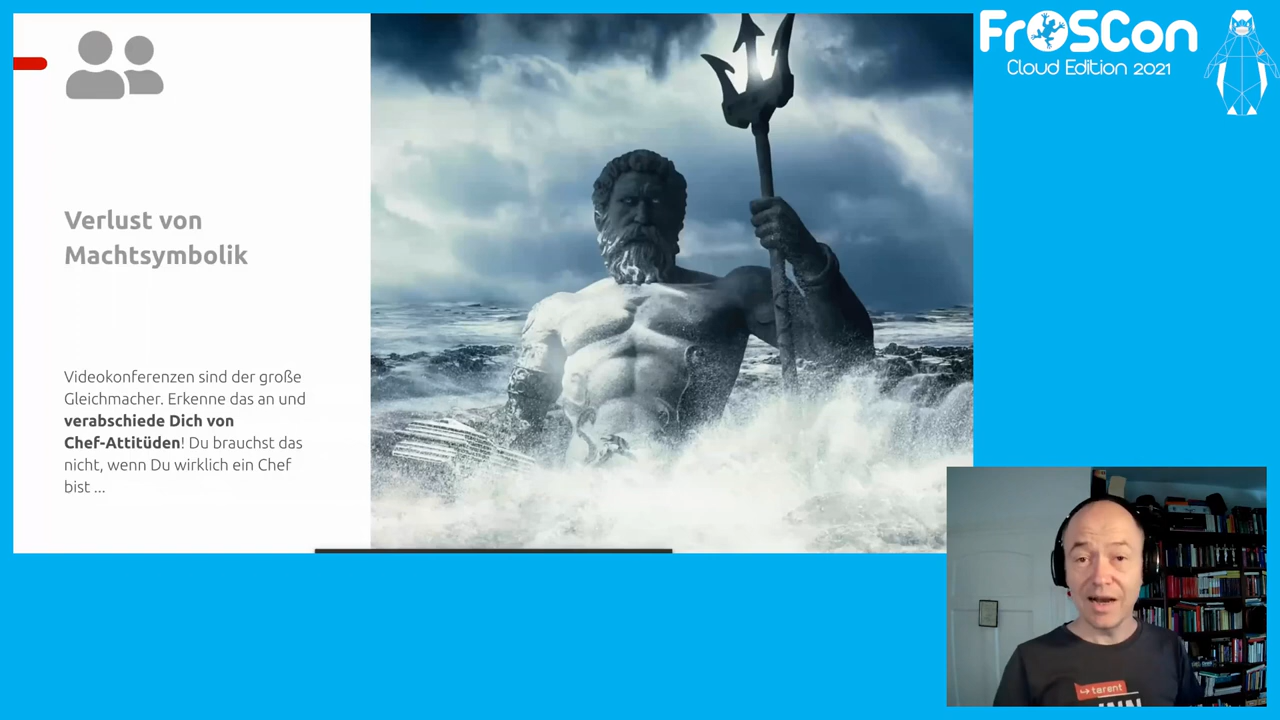 FrOSCon
Cloud Edition 2021
Verlust von
Machtsymbolik
Videokonferenzen sind der große
Gleichmacher. Erkenne das an und
verabschiede Dich von
Chef-Attitüden! Du brauchst das
nicht, wenn Du wirklich ein Chef
bist ...
tarent